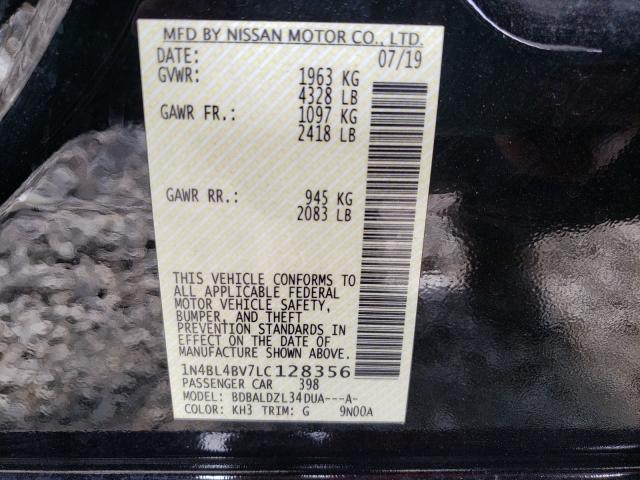 MFD BY NISSAN MOTOR CO., LTD.
DATE: 07/19
GVWR: 1963 KG
4328 LB
GAWR FR.: 1097 KG
2418 LB
GAWR RR.: 945 KG
2083 LB
THIS VEHICLE CONFORMS TO
ALL APPLICABLE FEDERAL
MOTOR VEHICLE SAFETY,
BUMPER, AND THEFT
PREVENTION STANDARDS IN
EFFECT ON THE DATE OF
MANUFACTURE SHOWN ABOVE.
1N4BL4BV7LC128356
PASSENGER CAR 398
MODEL: BDBALDZL34DUA---A-
COLOR: KH3 TRIM: G 9N00A